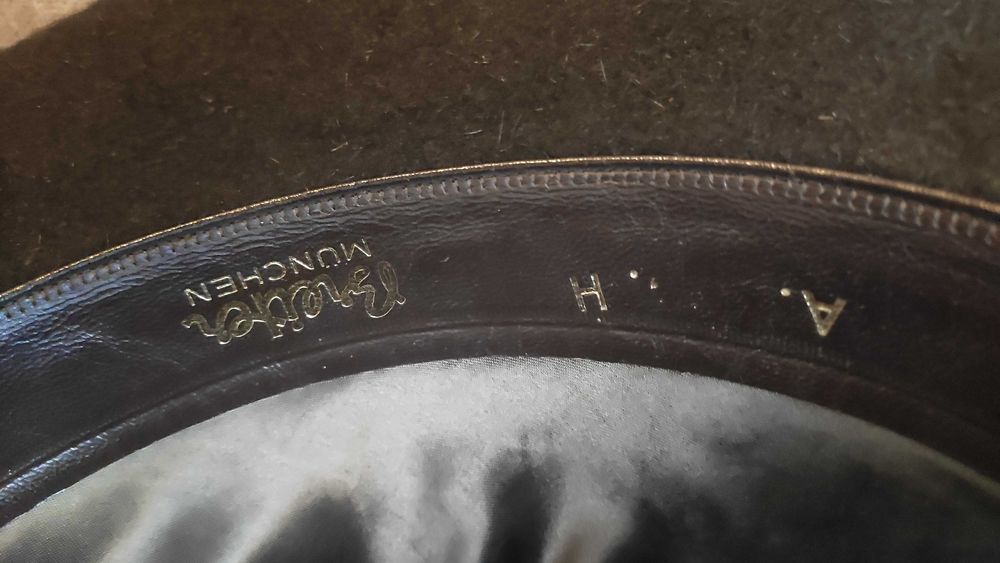 A. H
Breiter
MÜNCHEN